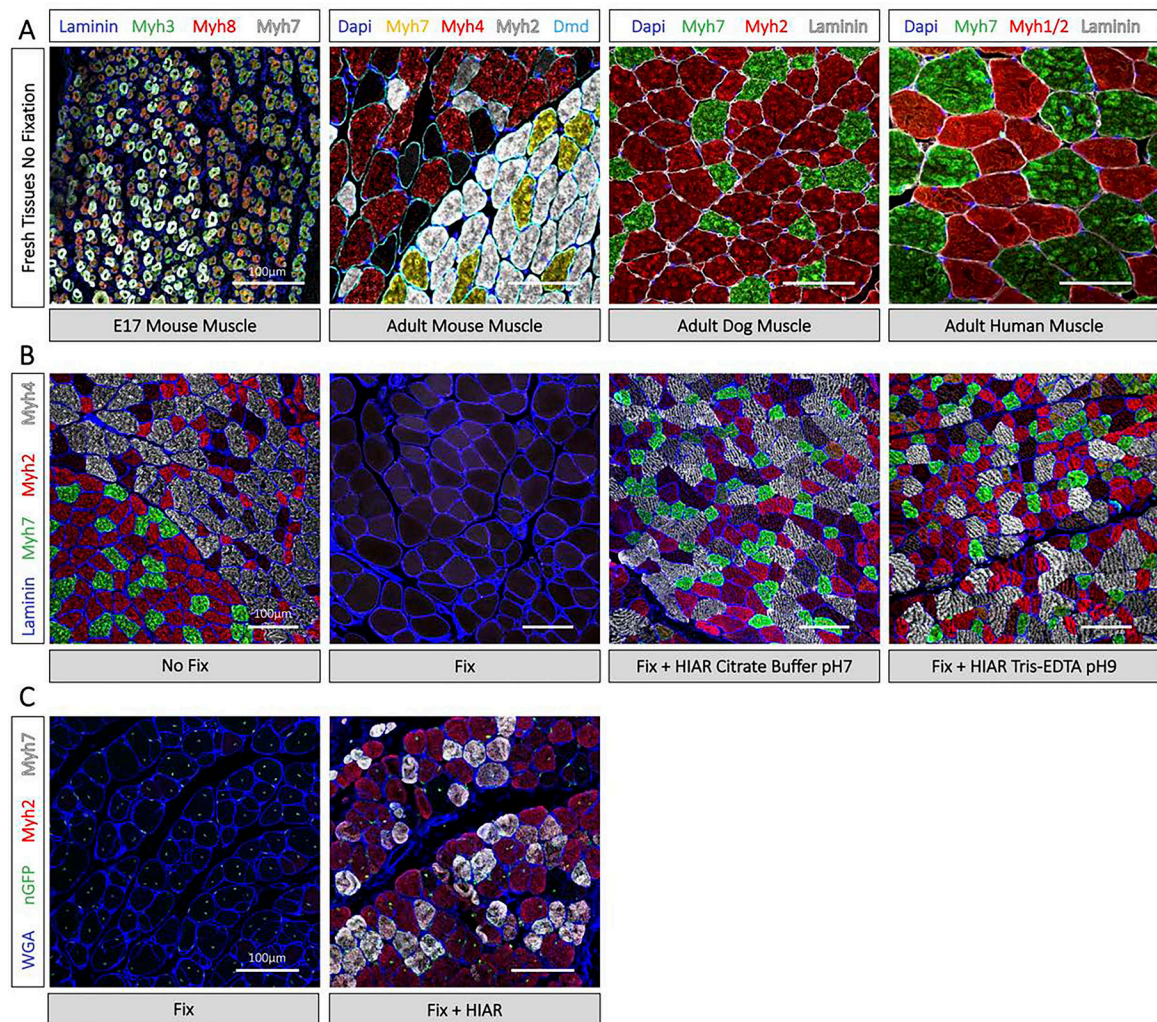 A
Laminin Myh3 Myh8 Myh7
Dapi Myh7 Myh4 Myh2 Dmd
Dapi Myh7 Myh2 Laminin
Dapi Myh7 Myh1/2 Laminin
Fresh Tissues No Fixation
100μm
E17 Mouse Muscle
Adult Mouse Muscle
Adult Dog Muscle
Adult Human Muscle
B
Laminin Myh7 Myh2 Myh4
100μm
No Fix
Fix
Fix + HIAR Citrate Buffer pH7
Fix + HIAR Tris-EDTA pH9
C
WGA nGFP Myh2 Myh7
100μm
Fix
Fix + HIAR